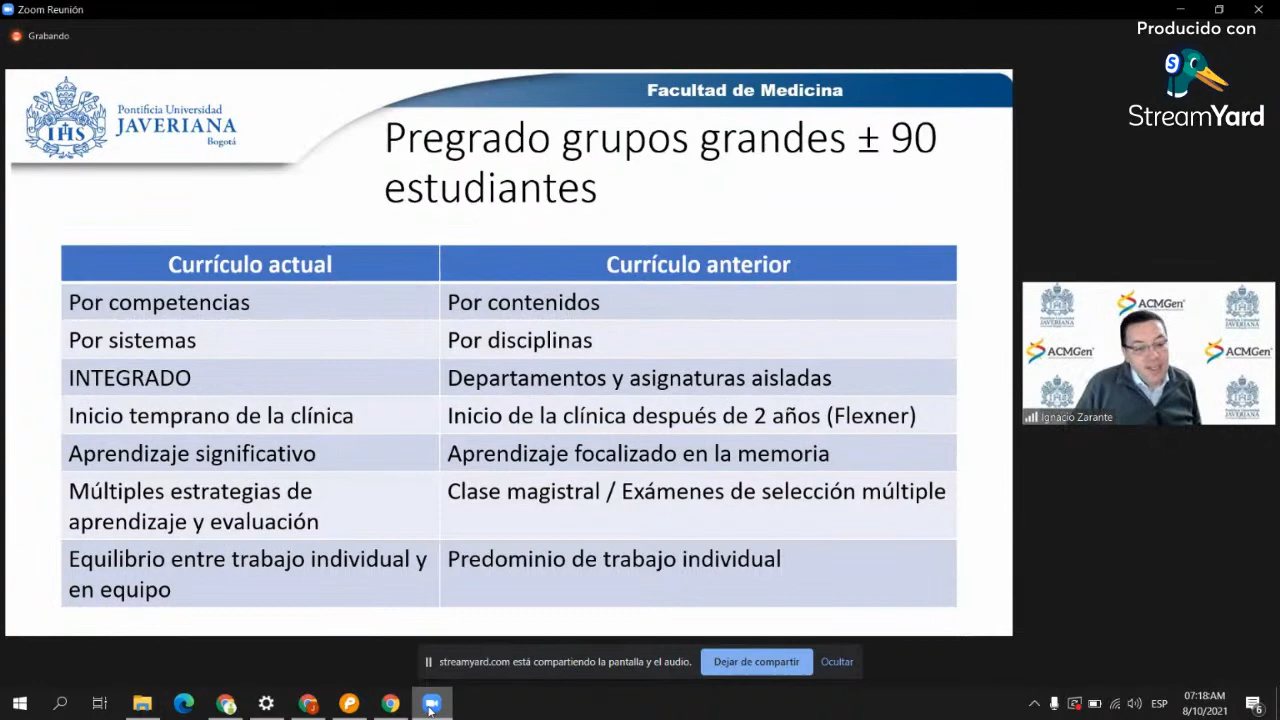 Zoom Reunión
Grabando
Producido con
StreamYard
Pontificia Universidad
JAVERIANA
Bogotá
IHS
Facultad de Medicina
Pregrado grupos grandes ± 90
estudiantes
Currículo actual
Currículo anterior
Por competencias
Por contenidos
Por sistemas
Por disciplinas
INTEGRADO
Departamentos y asignaturas aisladas
Inicio temprano de la clínica
Inicio de la clínica después de 2 años (Flexner)
Aprendizaje significativo
Aprendizaje focalizado en la memoria
Múltiples estrategias de
aprendizaje y evaluación
Clase magistral / Exámenes de selección múltiple
Equilibrio entre trabajo individual y
en equipo
Predominio de trabajo individual
ACMGen
ACMGen
ACMGen
Ignacio Zarante
streamyard.com está compartiendo la pantalla y el audio.
Dejar de compartir
Ocultar
ESP
07:18 AM
8/10/2021
6